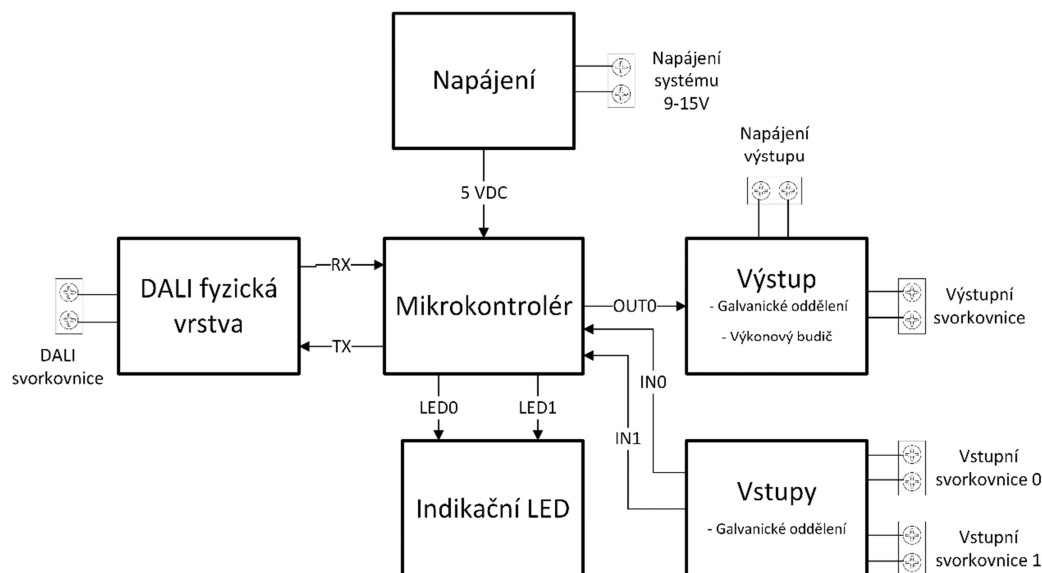 Napájení
Napájení
systému
9-15V
Napájení
výstupu
5 VDC
DALI fyzická
vrstva
RX
TX
DALI
svorkovnice
Mikrokontrolér
OUT0
Výstup
- Galvanické oddělení
- Výkonový budič
Výstupní
svorkovnice
LED0
LED1
IN0
IN1
Indikační LED
Vstupy
- Galvanické oddělení
Vstupní
svorkovnice 0
Vstupní
svorkovnice 1